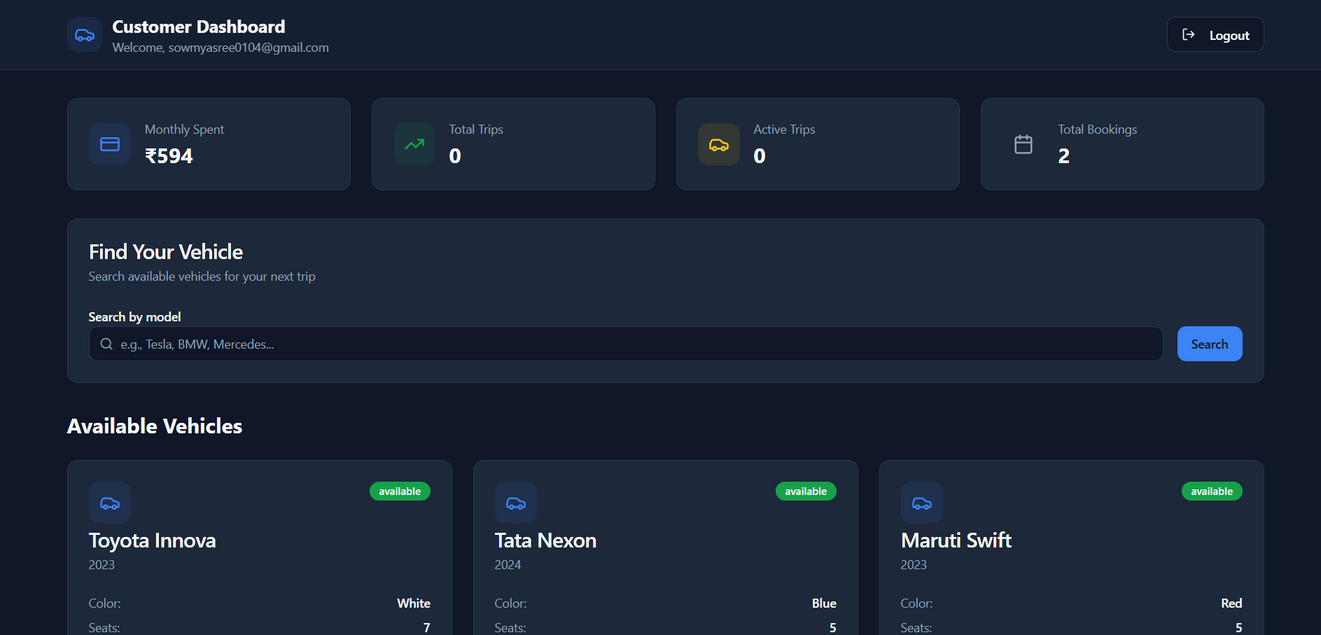 Customer Dashboard
Welcome, sowmyasree0104@gmail.com
Logout
Monthly Spent
₹594
Total Trips
0
Active Trips
0
Total Bookings
2
Find Your Vehicle
Search available vehicles for your next trip
Search by model
e.g., Tesla, BMW, Mercedes...
Search
Available Vehicles
available
Toyota Innova
2023
Color: White
Seats: 7
available
Tata Nexon
2024
Color: Blue
Seats: 5
available
Maruti Swift
2023
Color: Red
Seats: 5